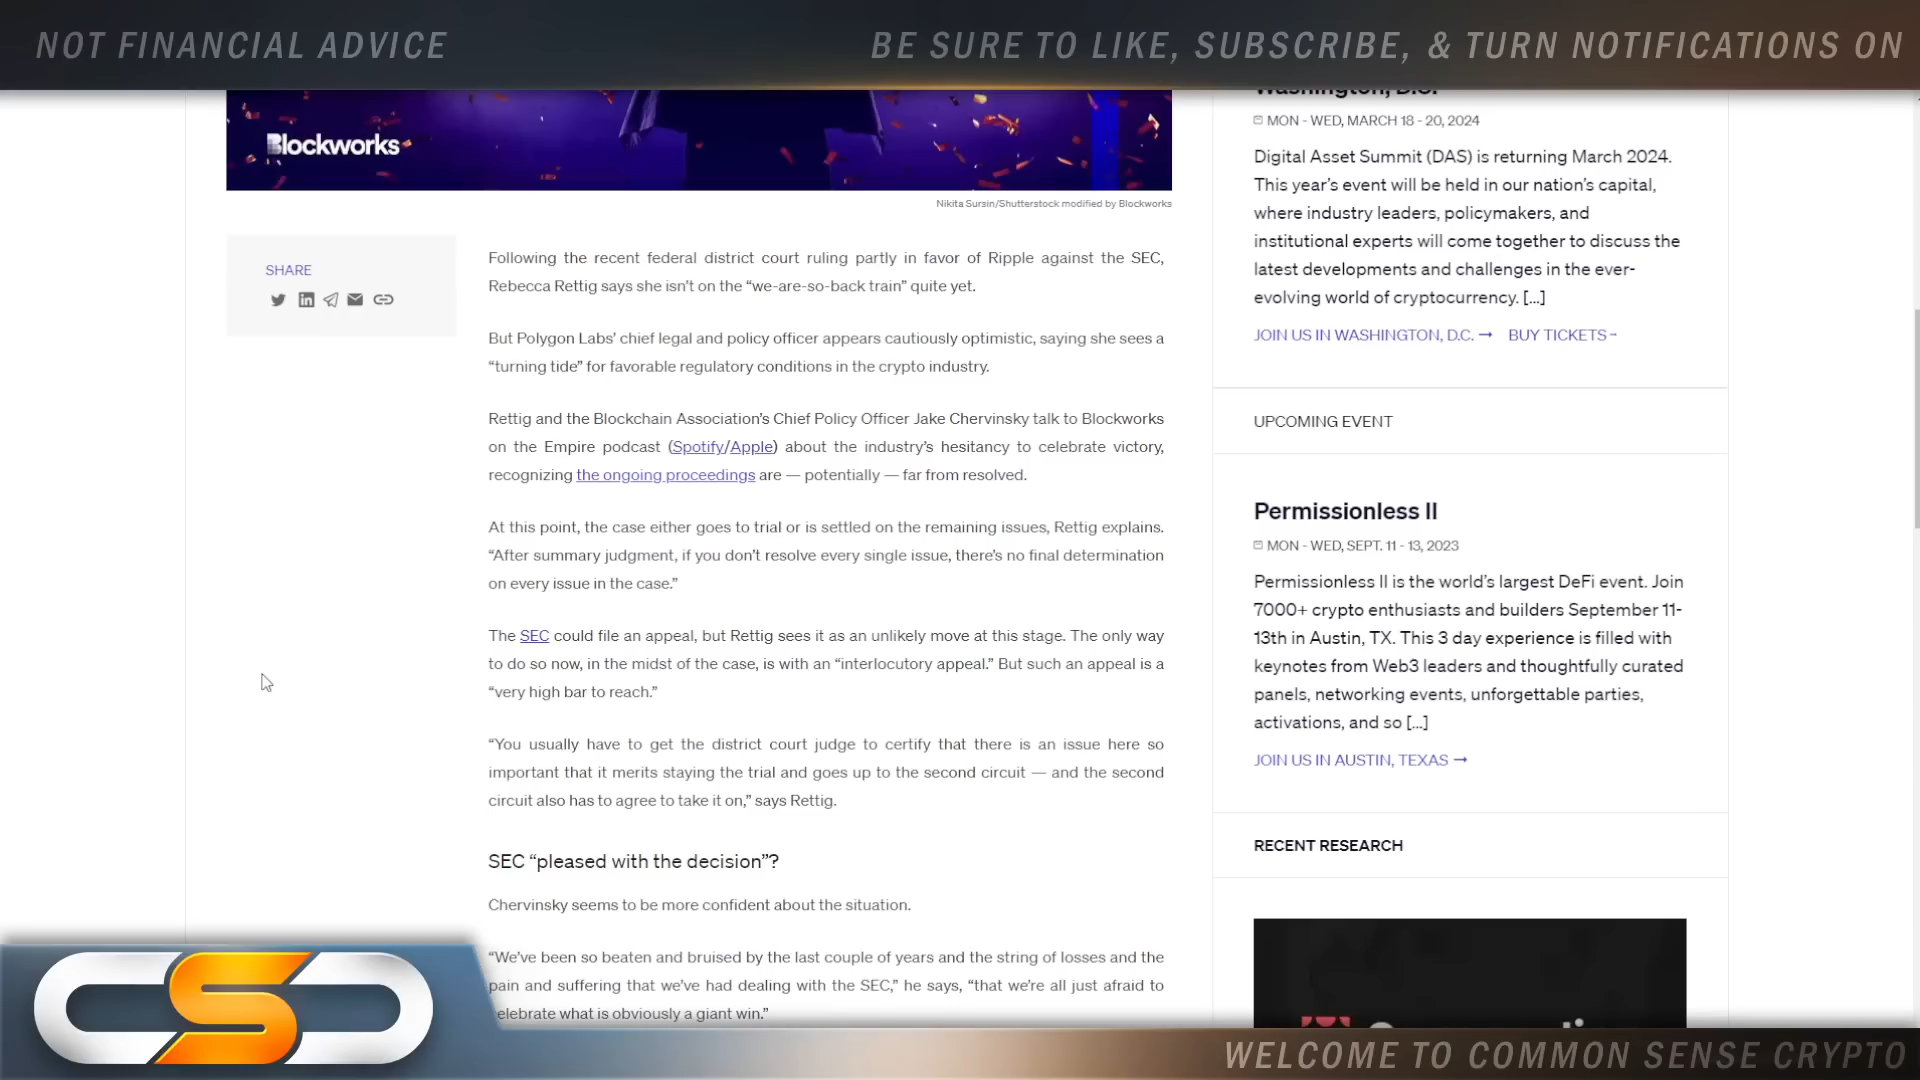 NOT FINANCIAL ADVICE
BE SURE TO LIKE, SUBSCRIBE, & TURN NOTIFICATIONS ON
Blockworks
Nikita Sursin/Shutterstock modified by Blockworks
SHARE
Following the recent federal district court ruling partly in favor of Ripple against the SEC,
Rebecca Rettig says she isn't on the “we-are-so-back train” quite yet.
But Polygon Labs’ chief legal and policy officer appears cautiously optimistic, saying she sees a
“turning tide” for favorable regulatory conditions in the crypto industry.
Rettig and the Blockchain Association’s Chief Policy Officer Jake Chervinsky talk to Blockworks
on the Empire podcast (Spotify/Apple) about the industry’s hesitancy to celebrate victory,
recognizing the ongoing proceedings are — potentially — far from resolved.
At this point, the case either goes to trial or is settled on the remaining issues, Rettig explains.
“After summary judgment, if you don’t resolve every single issue, there’s no final determination
on every issue in the case.”
The SEC could file an appeal, but Rettig sees it as an unlikely move at this stage. The only way
to do so now, in the midst of the case, is with an “interlocutory appeal.” But such an appeal is a
“very high bar to reach.”
“You usually have to get the district court judge to certify that there is an issue here so
important that it merits staying the trial and goes up to the second circuit — and the second
circuit also has to agree to take it on,” says Rettig.
SEC “pleased with the decision”?
Chervinsky seems to be more confident about the situation.
“We’ve been so beaten and bruised by the last couple of years and the string of losses and the
pain and suffering that we’ve had dealing with the SEC,” he says, “that we’re all just afraid to
elebrate what is obviously a giant win.”
Washington, D.C.
MON - WED, MARCH 18 - 20, 2024
Digital Asset Summit (DAS) is returning March 2024.
This year’s event will be held in our nation’s capital,
where industry leaders, policymakers, and
institutional experts will come together to discuss the
latest developments and challenges in the ever-
evolving world of cryptocurrency. [...]
JOIN US IN WASHINGTON, D.C. → BUY TICKETS
UPCOMING EVENT
Permissionless II
MON - WED, SEPT. 11 - 13, 2023
Permissionless II is the world’s largest DeFi event. Join
7000+ crypto enthusiasts and builders September 11-
13th in Austin, TX. This 3 day experience is filled with
keynotes from Web3 leaders and thoughtfully curated
panels, networking events, unforgettable parties,
activations, and so [...]
JOIN US IN AUSTIN, TEXAS →
RECENT RESEARCH
CSC
WELCOME TO COMMON SENSE CRYPTO